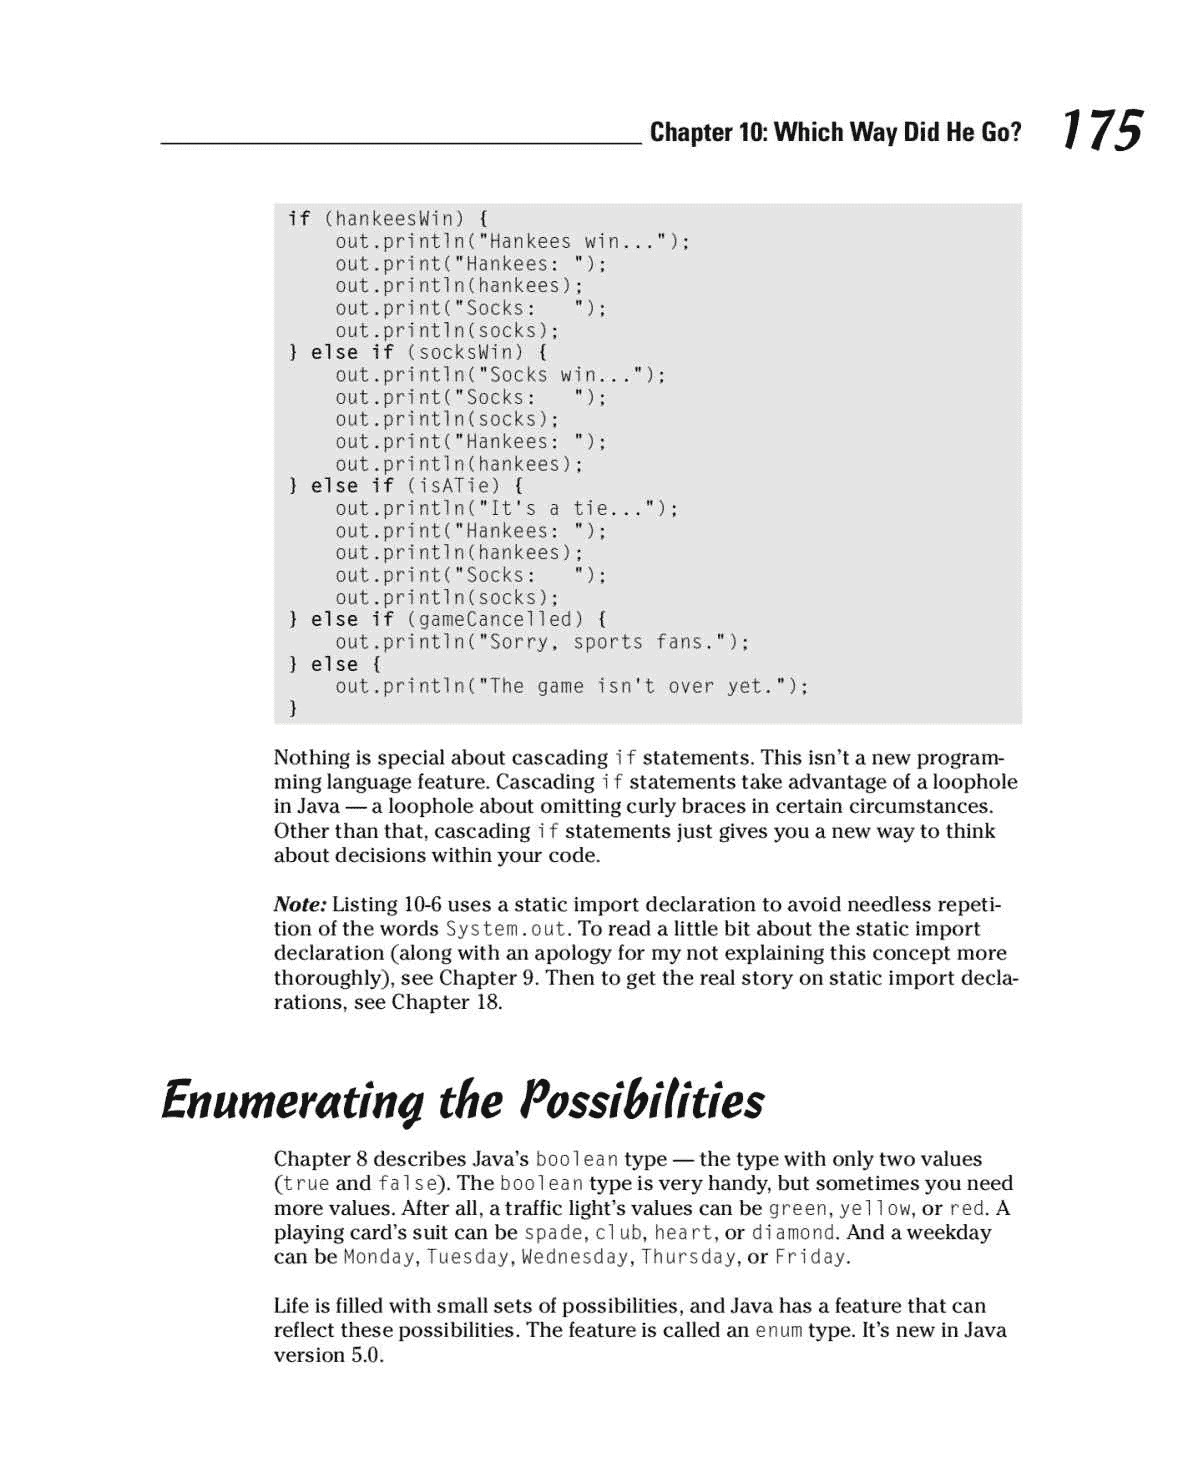 Chapter 10: Which Way Did He Go? 175
if (hankeesWin) {
    out.println("Hankees win...");
    out.print("Hankees: ");
    out.println(hankees);
    out.print("Socks:   ");
    out.println(socks);
} else if (socksWin) {
    out.println("Socks win...");
    out.print("Socks:   ");
    out.println(socks);
    out.print("Hankees: ");
    out.println(hankees);
} else if (isATie) {
    out.println("It's a tie...");
    out.print("Hankees: ");
    out.println(hankees);
    out.print("Socks:   ");
    out.println(socks);
} else if (gameCancelled) {
    out.println("Sorry, sports fans.");
} else {
    out.println("The game isn't over yet.");
}
Nothing is special about cascading if statements. This isn't a new program-
ming language feature. Cascading if statements take advantage of a loophole
in Java — a loophole about omitting curly braces in certain circumstances.
Other than that, cascading if statements just gives you a new way to think
about decisions within your code.
Note: Listing 10-6 uses a static import declaration to avoid needless repeti-
tion of the words System.out. To read a little bit about the static import
declaration (along with an apology for my not explaining this concept more
thoroughly), see Chapter 9. Then to get the real story on static import decla-
rations, see Chapter 18.
Enumerating the Possibilities
Chapter 8 describes Java's boolean type — the type with only two values
(true and false). The boolean type is very handy, but sometimes you need
more values. After all, a traffic light's values can be green, yellow, or red. A
playing card's suit can be spade, club, heart, or diamond. And a weekday
can be Monday, Tuesday, Wednesday, Thursday, or Friday.
Life is filled with small sets of possibilities, and Java has a feature that can
reflect these possibilities. The feature is called an enum type. It's new in Java
version 5.0.